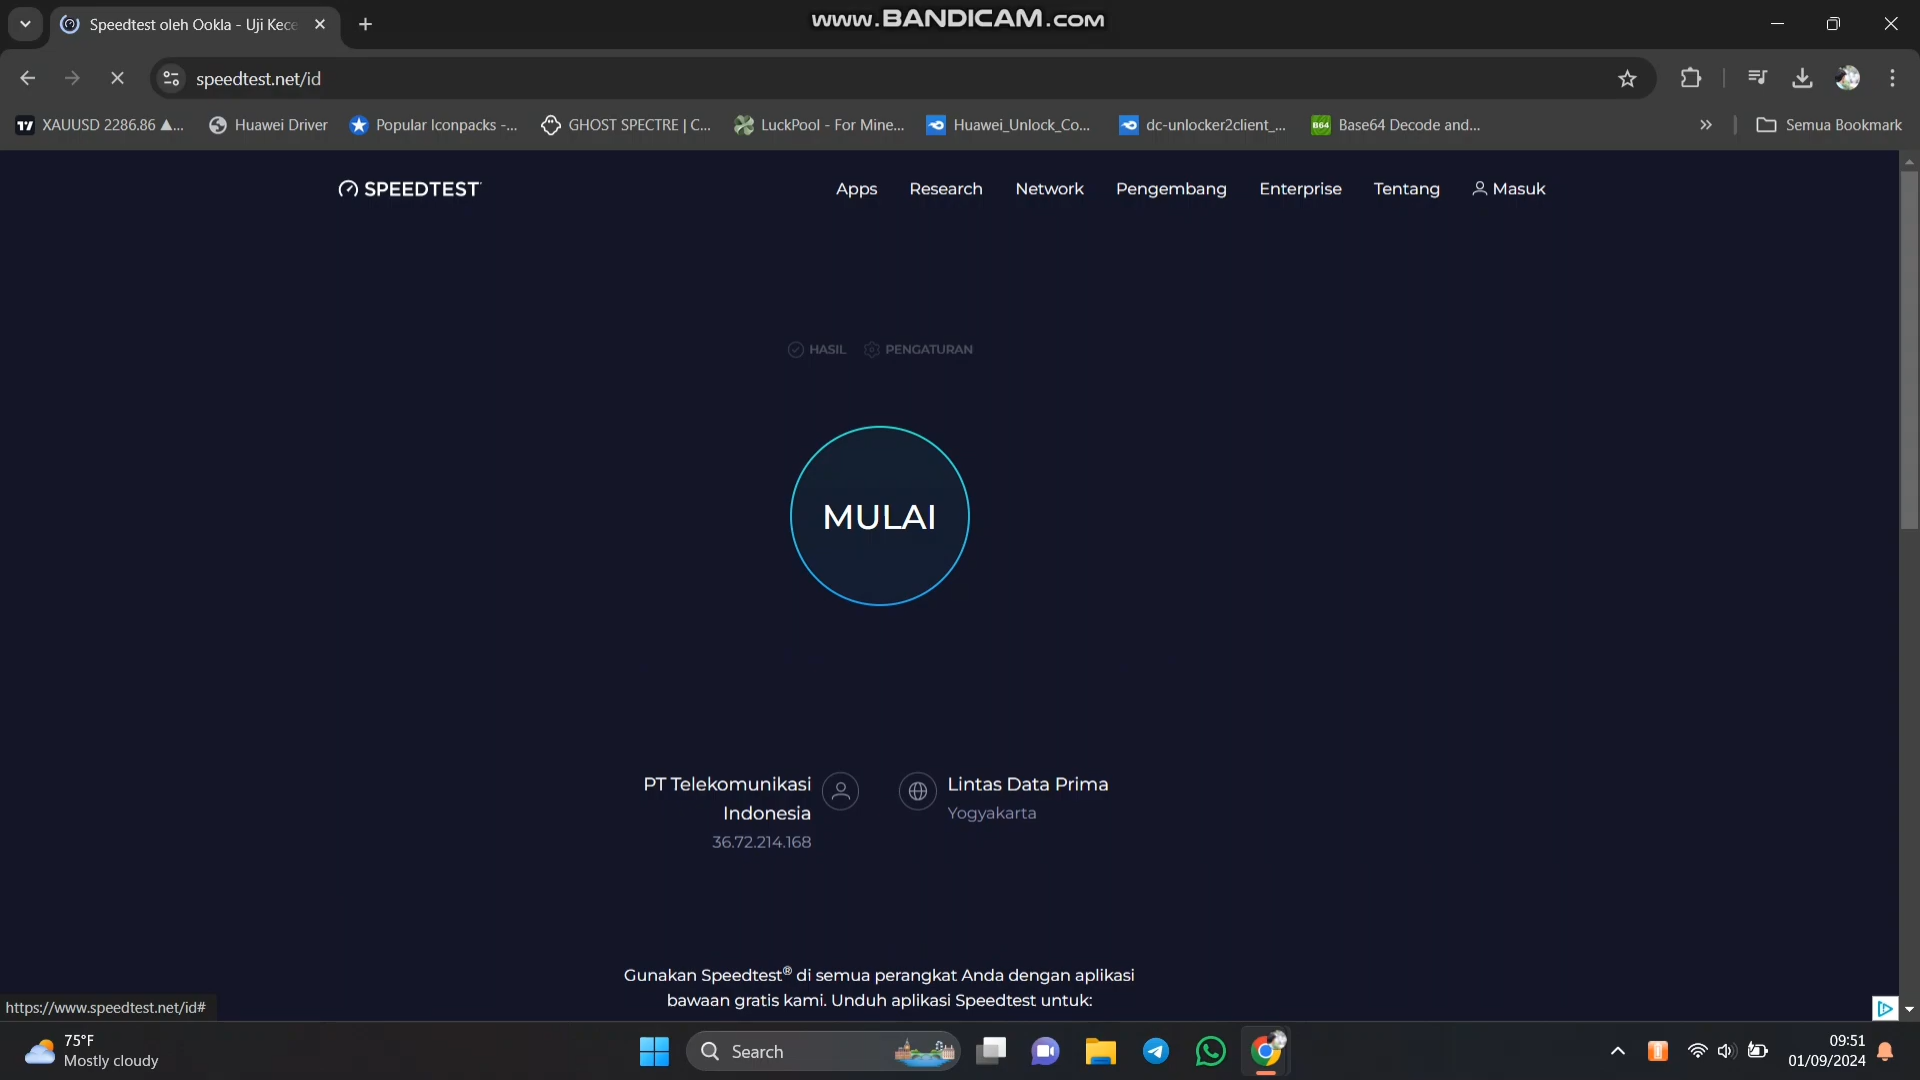 www.BANDICAM.com
Speedtest oleh Ookla - Uji Kece
speedtest.net/id
XAUUSD 2286.86 ▲...
Huawei Driver
Popular Iconpacks -...
GHOST SPECTRE | C...
LuckPool - For Mine...
Huawei_Unlock_Co...
dc-unlocker2client_...
B64
Base64 Decode and...
Semua Bookmark
SPEEDTEST
Apps
Research
Network
Pengembang
Enterprise
Tentang
Masuk
HASIL
PENGATURAN
MULAI
PT Telekomunikasi
Indonesia
36.72.214.168
Lintas Data Prima
Yogyakarta
Gunakan Speedtest® di semua perangkat Anda dengan aplikasi
bawaan gratis kami. Unduh aplikasi Speedtest untuk:
https://www.speedtest.net/id#
75°F
Mostly cloudy
Search
09:51
01/09/2024